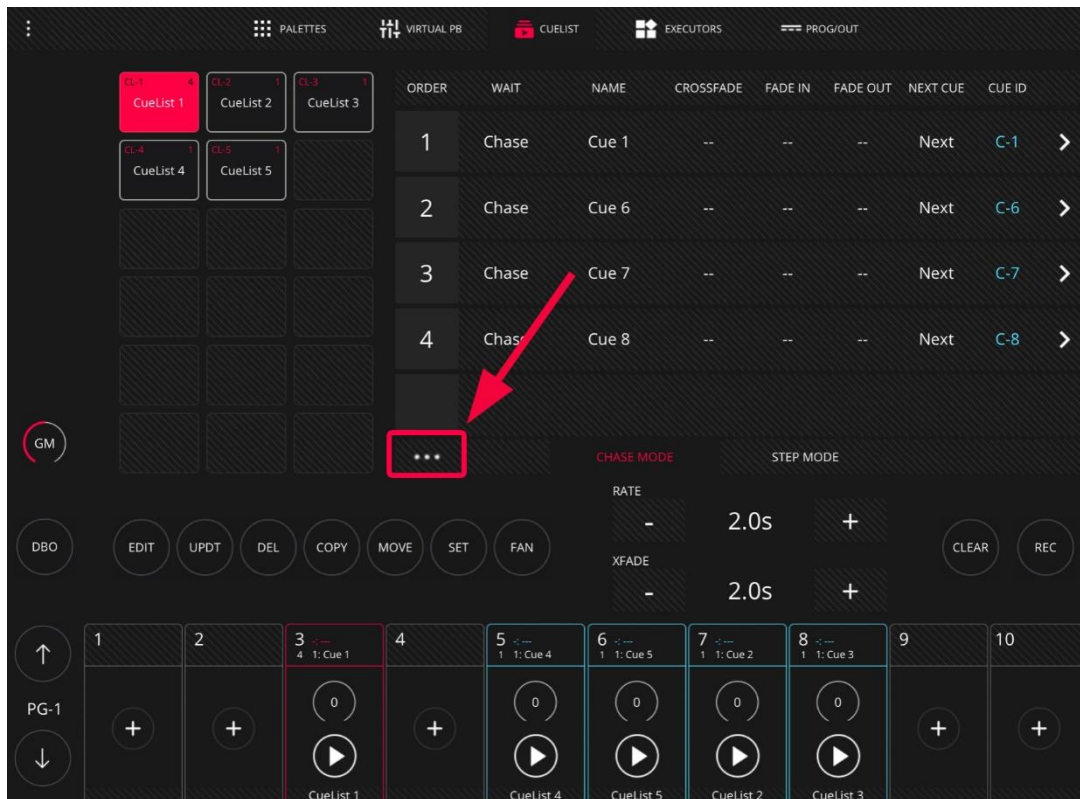 PALETTES VIRTUAL PB CUELIST EXECUTORS PROG/OUT
CL-1 4 CL-2 1 CL-3 1
CueList 1 CueList 2 CueList 3
CL-4 1 CL-5 1
CueList 4 CueList 5
ORDER WAIT NAME CROSSFADE FADE IN FADE OUT NEXT CUE CUE ID
1 Chase Cue 1 -- -- -- Next C-1
2 Chase Cue 6 -- -- -- Next C-6
3 Chase Cue 7 -- -- -- Next C-7
4 Chase Cue 8 -- -- -- Next C-8
GM
••• CHASE MODE STEP MODE
RATE
- 2.0s +
DBO EDIT UPDT DEL COPY MOVE SET FAN CLEAR REC
XFADE
- 2.0s +
1 2 3 -:--- 4 5 -:--- 6 -:--- 7 -:--- 8 -:--- 9 10
4 1: Cue 1 1 1: Cue 4 1 1: Cue 5 1 1: Cue 2 1 1: Cue 3
PG-1
+ + 0 + 0 0 0 0 + +
CueList 1 CueList 4 CueList 5 CueList 2 CueList 3